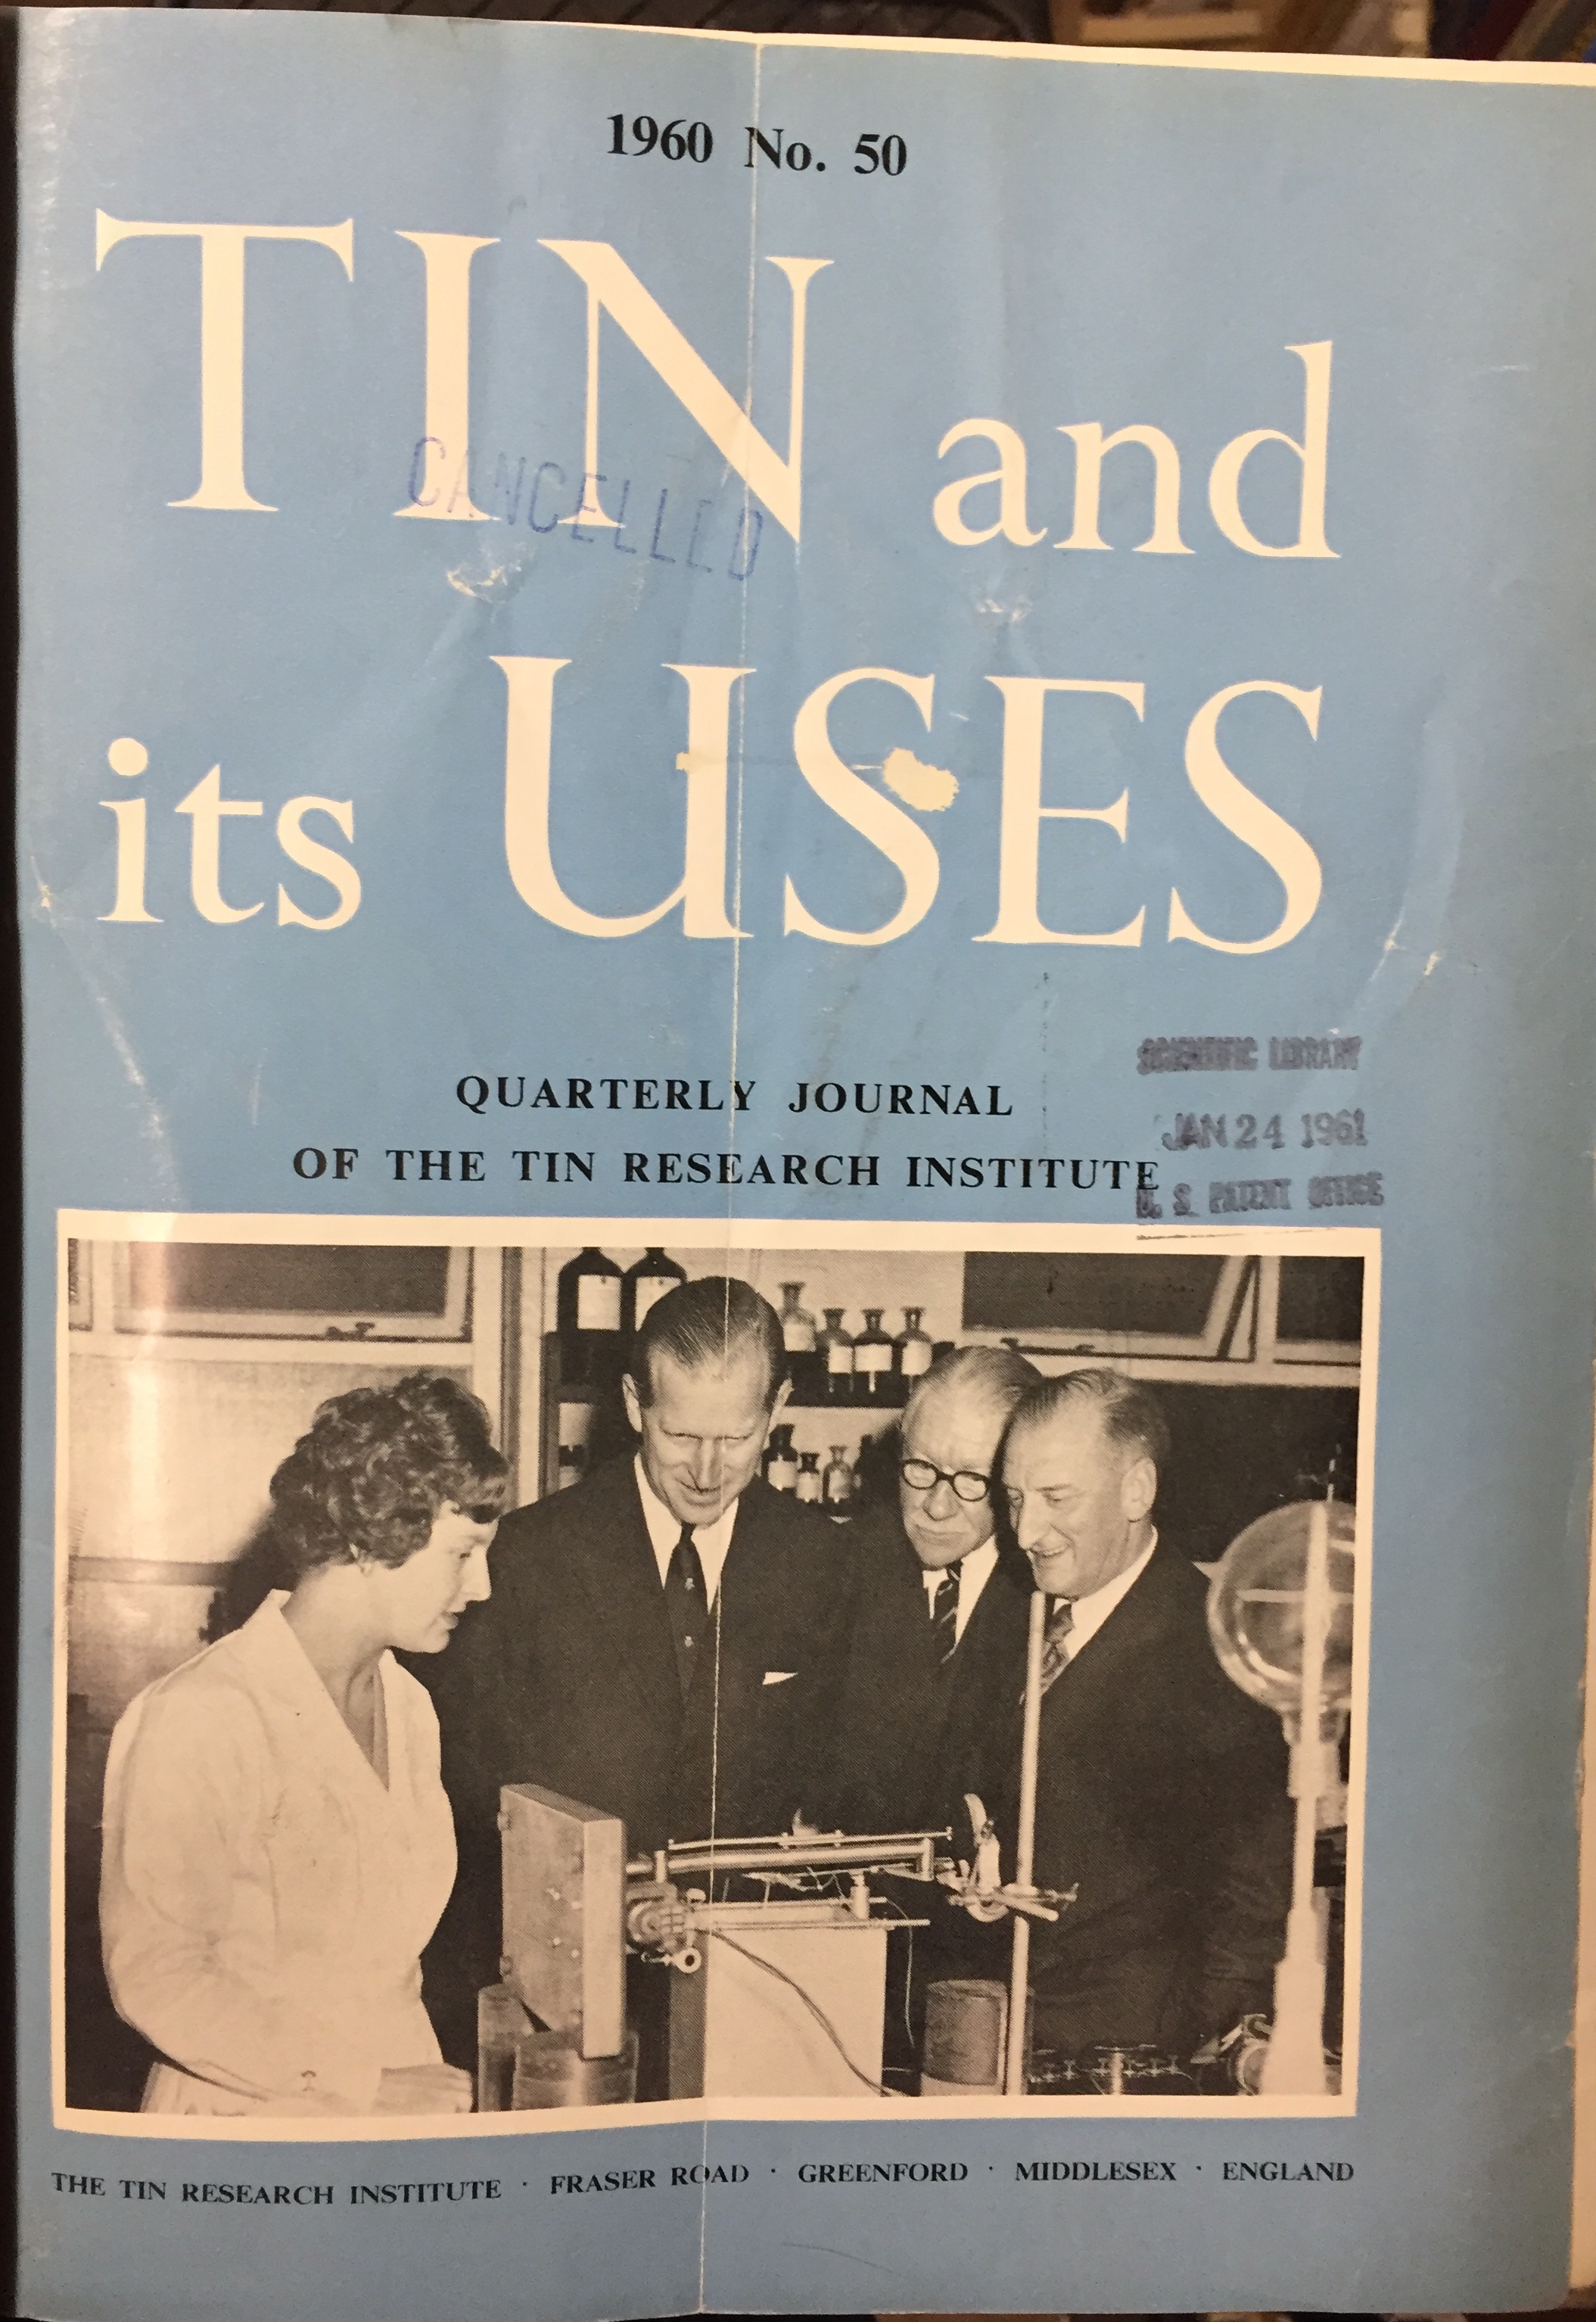 1960 No. 50
TIN and
CANCELLED
its USES
SCIENTIFIC LIBRARY
QUARTERLY JOURNAL
JAN 24 1961
OF THE TIN RESEARCH INSTITUTE
U. S. PATENT OFFICE
THE TIN RESEARCH INSTITUTE · FRASER ROAD · GREENFORD · MIDDLESEX · ENGLAND